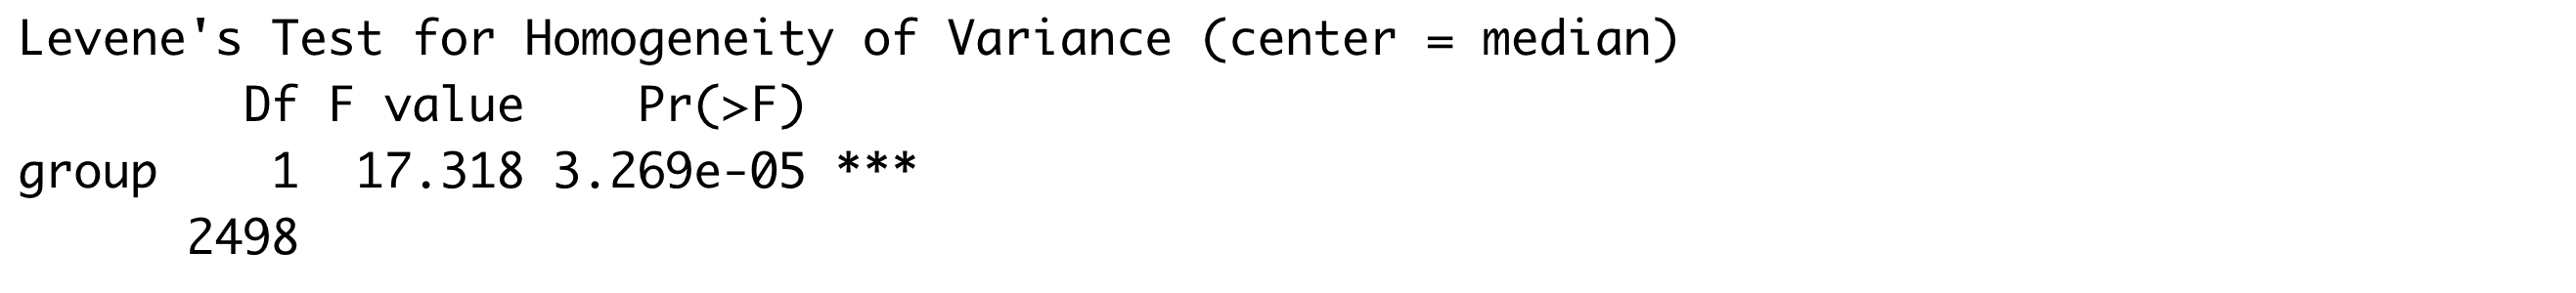 Levene's Test for Homogeneity of Variance (center = median)
        Df F value    Pr(>F)
group    1  17.318 3.269e-05 ***
      2498